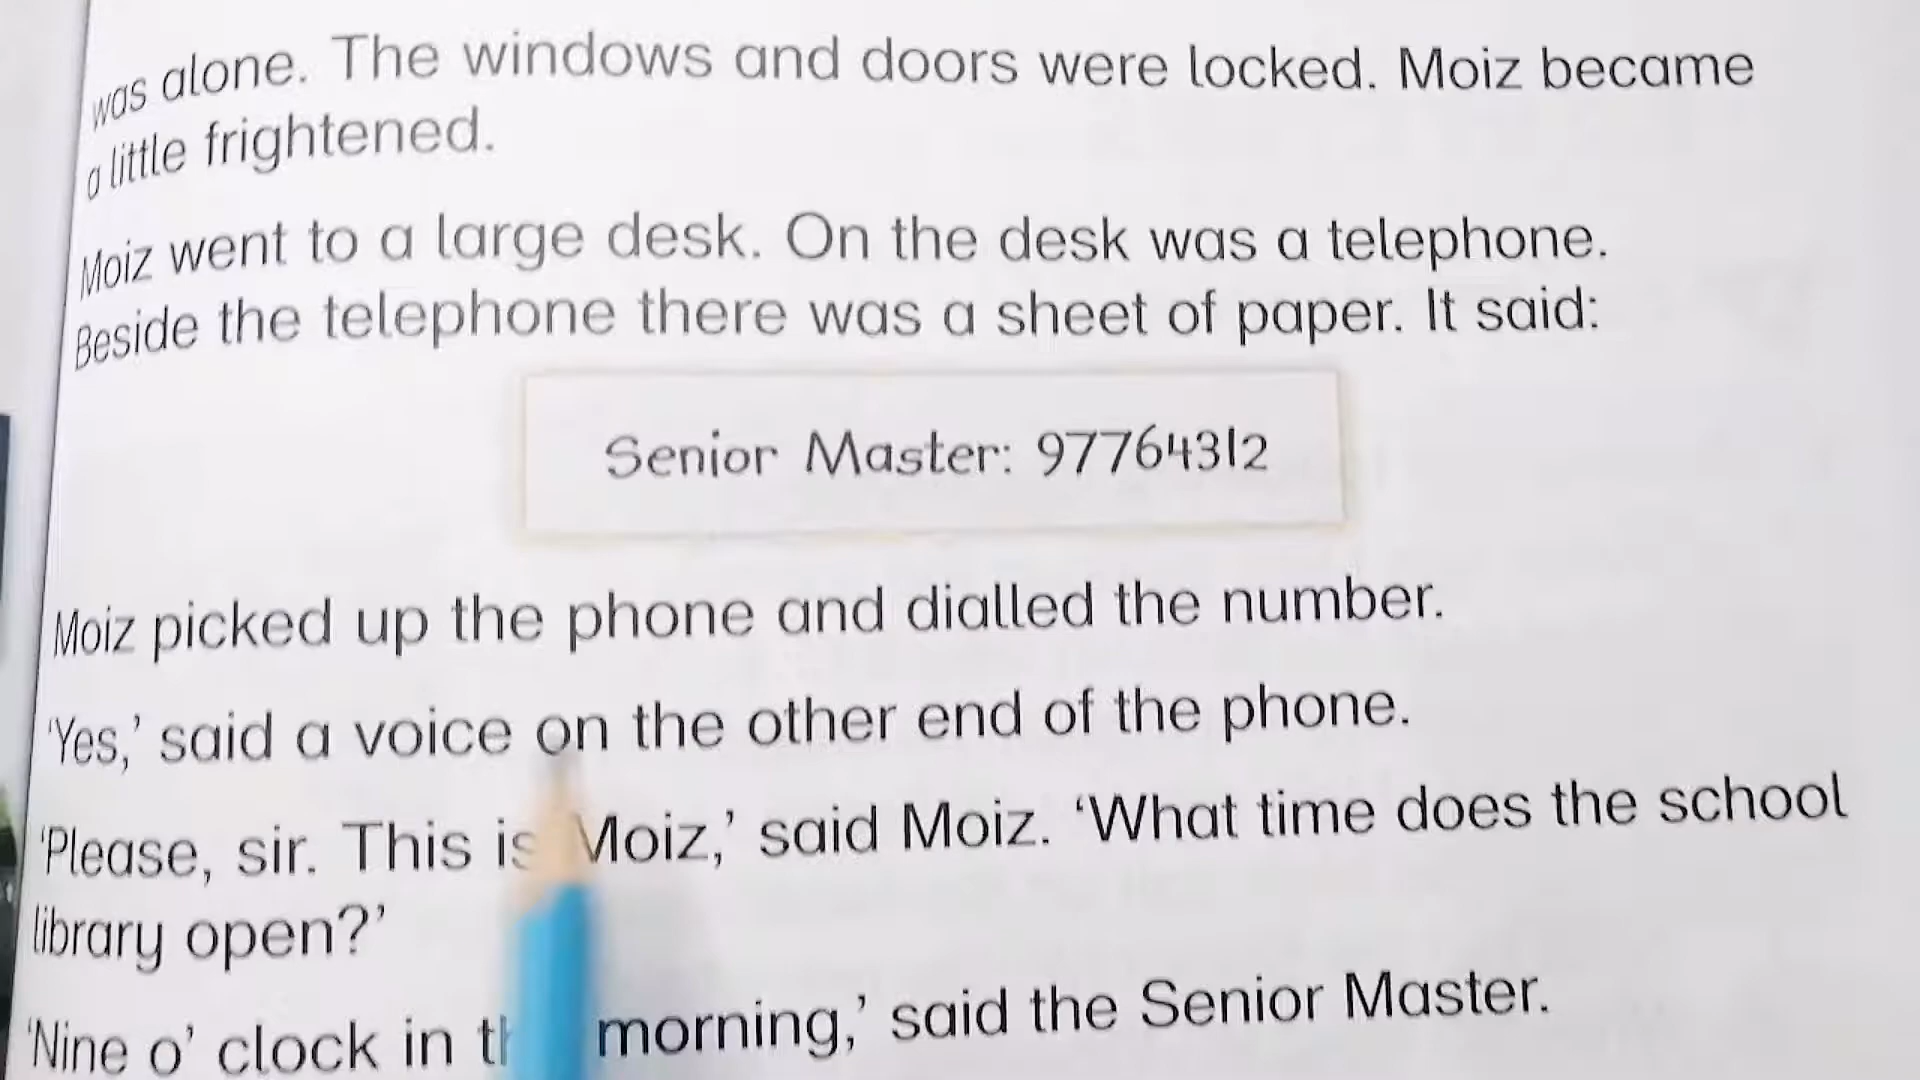 was alone. The windows and doors were locked. Moiz became
a little frightened.
Moiz went to a large desk. On the desk was a telephone.
Beside the telephone there was a sheet of paper. It said:
Senior Master: 97764312
Moiz picked up the phone and dialled the number.
‘Yes,’ said a voice on the other end of the phone.
‘Please, sir. This is Moiz,’ said Moiz. ‘What time does the school
library open?’
‘Nine o’ clock in morning,’ said the Senior Master.